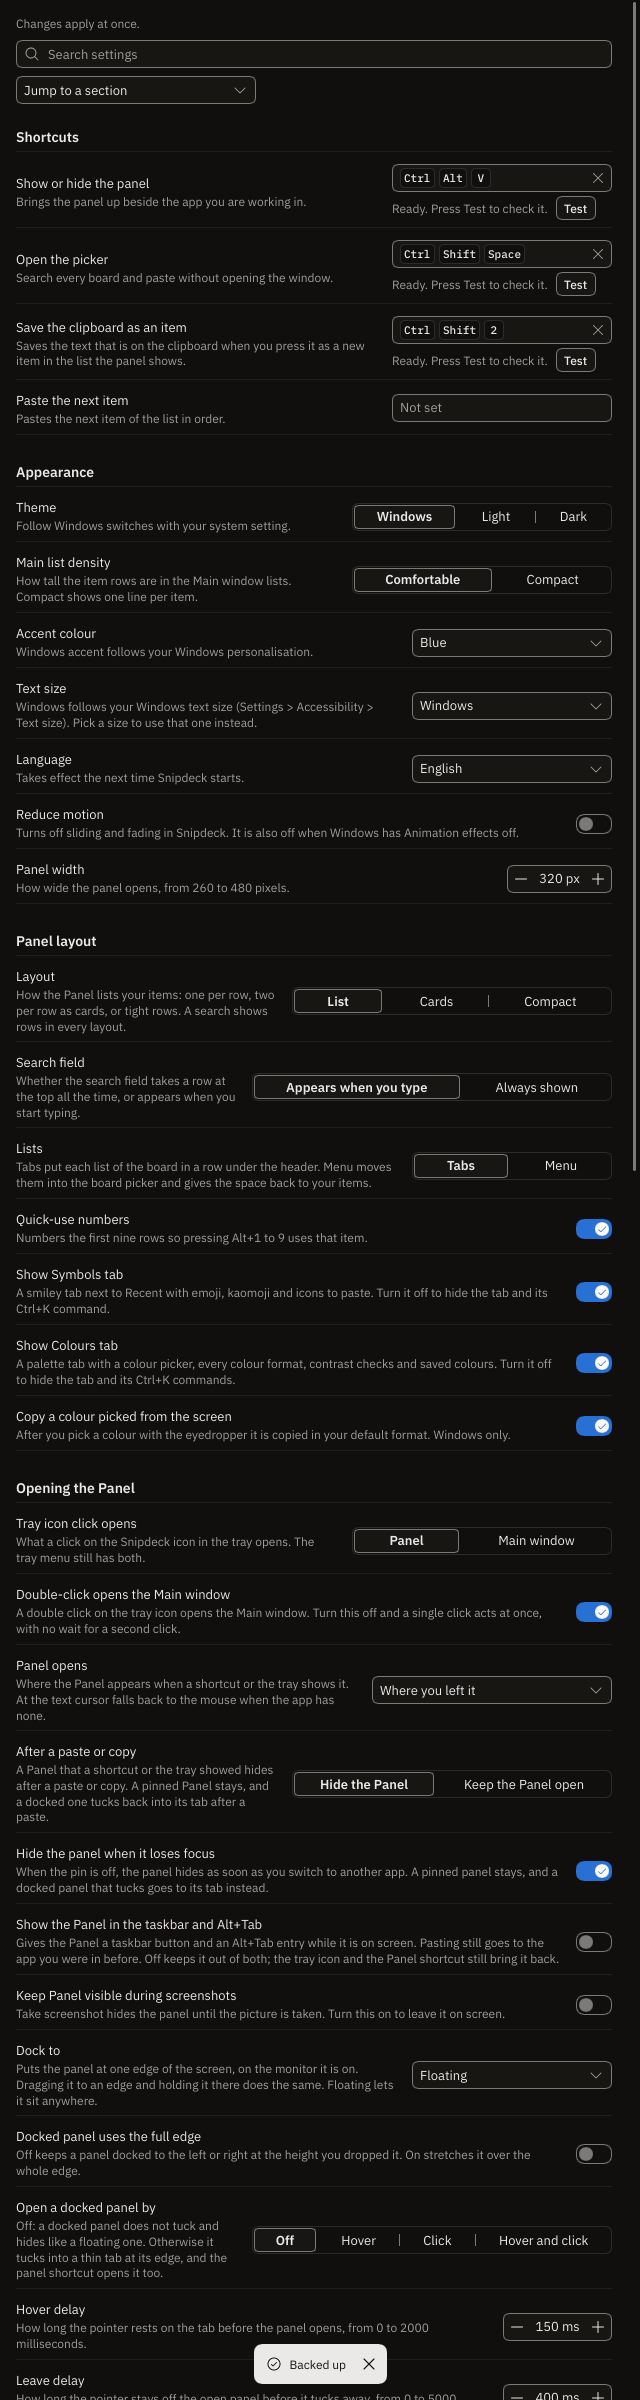 Changes apply at once.
Search settings
Jump to a section
Shortcuts
Show or hide the panel
Brings the panel up beside the app you are working in.
Ctrl Alt V
Ready. Press Test to check it. Test
Open the picker
Search every board and paste without opening the window.
Ctrl Shift Space
Ready. Press Test to check it. Test
Save the clipboard as an item
Saves the text that is on the clipboard when you press it as a new
item in the list the panel shows.
Ctrl Shift 2
Ready. Press Test to check it. Test
Paste the next item
Pastes the next item of the list in order.
Not set
Appearance
Theme
Follow Windows switches with your system setting.
Windows Light Dark
Main list density
How tall the item rows are in the Main window lists.
Compact shows one line per item.
Comfortable Compact
Accent colour
Windows accent follows your Windows personalisation.
Blue
Text size
Windows follows your Windows text size (Settings > Accessibility >
Text size). Pick a size to use that one instead.
Windows
Language
Takes effect the next time Snipdeck starts.
English
Reduce motion
Turns off sliding and fading in Snipdeck. It is also off when Windows has Animation effects off.
Panel width
How wide the panel opens, from 260 to 480 pixels.
320 px
Panel layout
Layout
How the Panel lists your items: one per row, two
per row as cards, or tight rows. A search shows
rows in every layout.
List Cards Compact
Search field
Whether the search field takes a row at
the top all the time, or appears when you
start typing.
Appears when you type Always shown
Lists
Tabs put each list of the board in a row under the header. Menu moves
them into the board picker and gives the space back to your items.
Tabs Menu
Quick-use numbers
Numbers the first nine rows so pressing Alt+1 to 9 uses that item.
Show Symbols tab
A smiley tab next to Recent with emoji, kaomoji and icons to paste. Turn it off to hide the tab and its
Ctrl+K command.
Show Colours tab
A palette tab with a colour picker, every colour format, contrast checks and saved colours. Turn it off
to hide the tab and its Ctrl+K commands.
Copy a colour picked from the screen
After you pick a colour with the eyedropper it is copied in your default format. Windows only.
Opening the Panel
Tray icon click opens
What a click on the Snipdeck icon in the tray opens. The
tray menu still has both.
Panel Main window
Double-click opens the Main window
A double click on the tray icon opens the Main window. Turn this off and a single click acts at once,
with no wait for a second click.
Panel opens
Where the Panel appears when a shortcut or the tray shows it.
At the text cursor falls back to the mouse when the app has
none.
Where you left it
After a paste or copy
A Panel that a shortcut or the tray showed hides
after a paste or copy. A pinned Panel stays, and
a docked one tucks back into its tab after a
paste.
Hide the Panel Keep the Panel open
Hide the panel when it loses focus
When the pin is off, the panel hides as soon as you switch to another app. A pinned panel stays, and a
docked panel that tucks goes to its tab instead.
Show the Panel in the taskbar and Alt+Tab
Gives the Panel a taskbar button and an Alt+Tab entry while it is on screen. Pasting still goes to the
app you were in before. Off keeps it out of both; the tray icon and the Panel shortcut still bring it back.
Keep Panel visible during screenshots
Take screenshot hides the panel until the picture is taken. Turn this on to leave it on screen.
Dock to
Puts the panel at one edge of the screen, on the monitor it is on.
Dragging it to an edge and holding it there does the same. Floating lets
it sit anywhere.
Floating
Docked panel uses the full edge
Off keeps a panel docked to the left or right at the height you dropped it. On stretches it over the
whole edge.
Open a docked panel by
Off: a docked panel does not tuck and
hides like a floating one. Otherwise it
tucks into a thin tab at its edge, and the
panel shortcut opens it too.
Off Hover Click Hover and click
Hover delay
How long the pointer rests on the tab before the panel opens, from 0 to 2000
milliseconds.
150 ms
Backed up
Leave delay
How long the pointer stays off the open panel before it tucks away, from 0 to 5000
400 ms